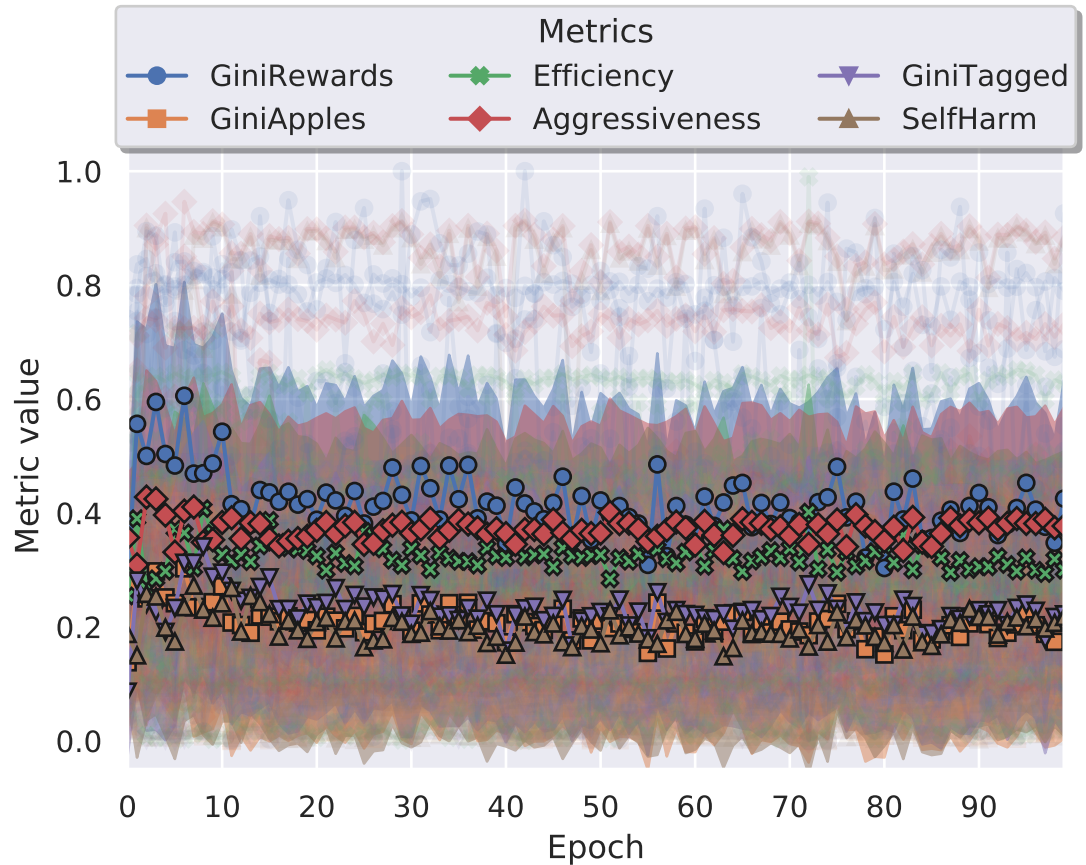 Metrics
GiniRewards Efficiency GiniTagged
GiniApples Aggressiveness SelfHarm
1.0
0.8
0.6
0.4
0.2
0.0
Metric value
0 10 20 30 40 50 60 70 80 90
Epoch